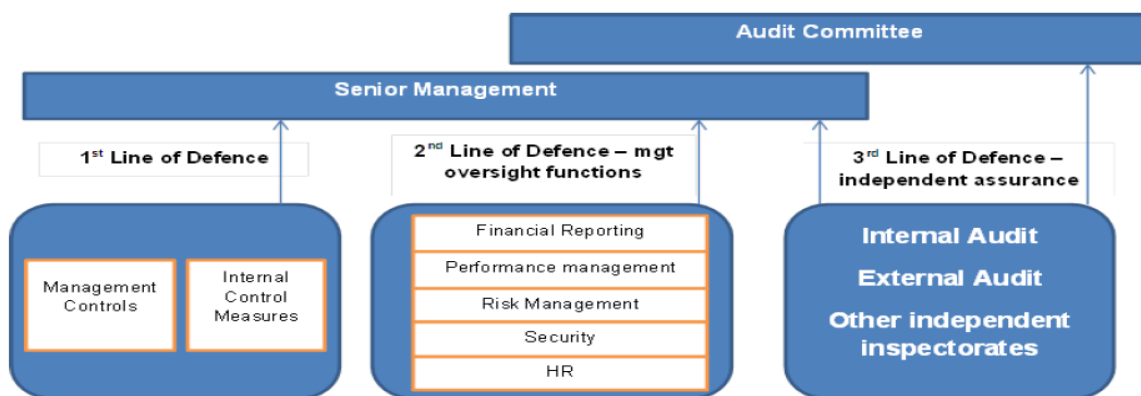 Audit Committee
Senior Management
1st Line of Defence
2nd Line of Defence – mgt
oversight functions
3rd Line of Defence –
independent assurance
Management
Controls
Internal
Control
Measures
Financial Reporting
Performance management
Risk Management
Security
HR
Internal Audit
External Audit
Other independent
inspectorates